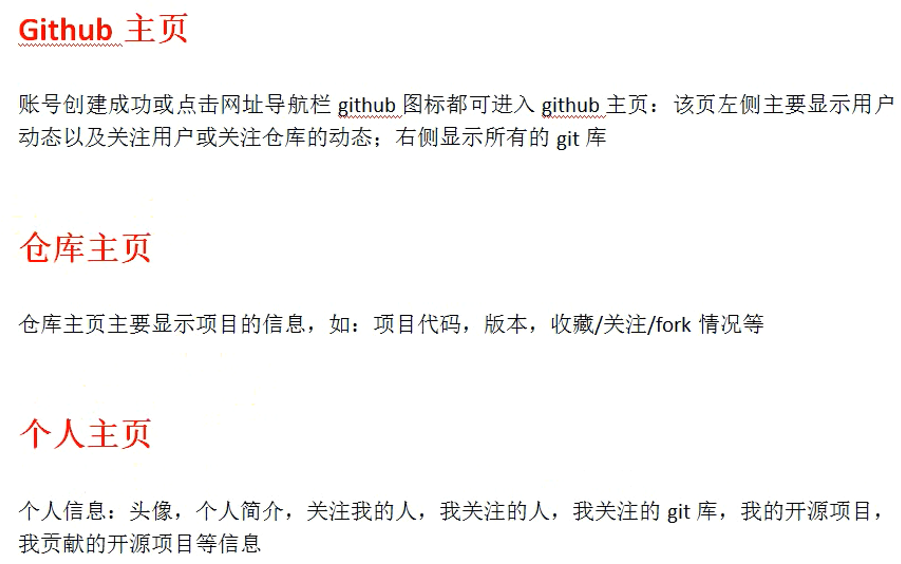 Github 主页
账号创建成功或点击网址导航栏 github 图标都可进入 github 主页：该页左侧主要显示用户
动态以及关注用户或关注仓库的动态；右侧显示所有的 git 库
仓库主页
仓库主页主要显示项目的信息，如：项目代码，版本，收藏/关注/fork 情况等
个人主页
个人信息：头像，个人简介，关注我的人，我关注的人，我关注的 git 库，我的开源项目，
我贡献的开源项目等信息